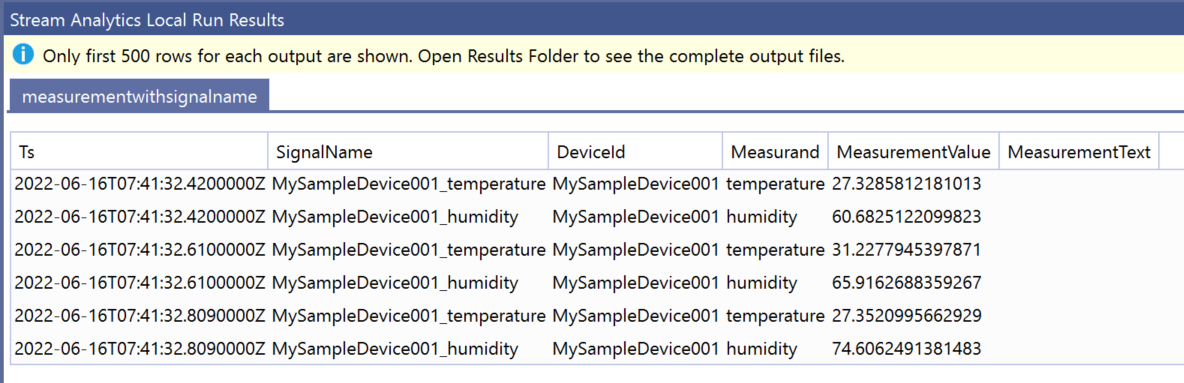 Stream Analytics Local Run Results
Only first 500 rows for each output are shown. Open Results Folder to see the complete output files.
measurementwithsignalname
Ts SignalName DeviceId Measurand MeasurementValue MeasurementText
2022-06-16T07:41:32.4200000Z MySampleDevice001_temperature MySampleDevice001 temperature 27.3285812181013
2022-06-16T07:41:32.4200000Z MySampleDevice001_humidity MySampleDevice001 humidity 60.6825122099823
2022-06-16T07:41:32.6100000Z MySampleDevice001_temperature MySampleDevice001 temperature 31.2277945397871
2022-06-16T07:41:32.6100000Z MySampleDevice001_humidity MySampleDevice001 humidity 65.9162688359267
2022-06-16T07:41:32.8090000Z MySampleDevice001_temperature MySampleDevice001 temperature 27.3520995662929
2022-06-16T07:41:32.8090000Z MySampleDevice001_humidity MySampleDevice001 humidity 74.6062491381483